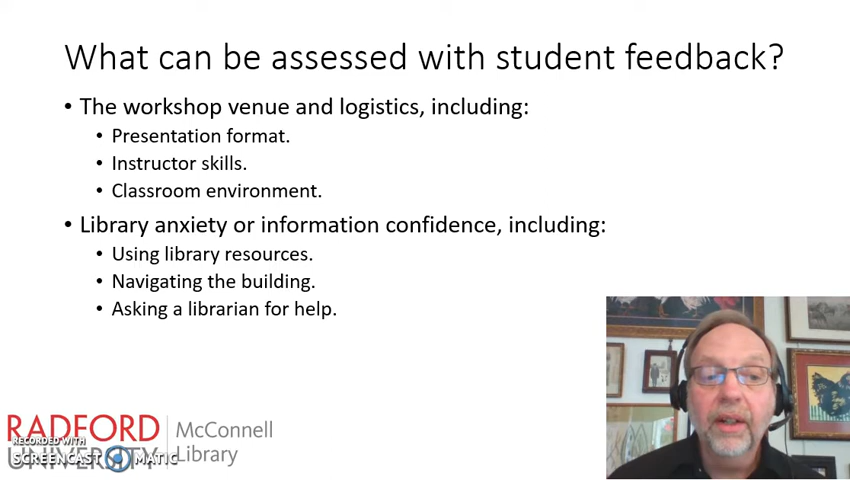 What can be assessed with student feedback?
• The workshop venue and logistics, including:
• Presentation format.
• Instructor skills.
• Classroom environment.
• Library anxiety or information confidence, including:
• Using library resources.
• Navigating the building.
• Asking a librarian for help.
RADFORD
UNIVERSITY
McConnell
Library
RECORDED WITH
SCREENCAST MATIC